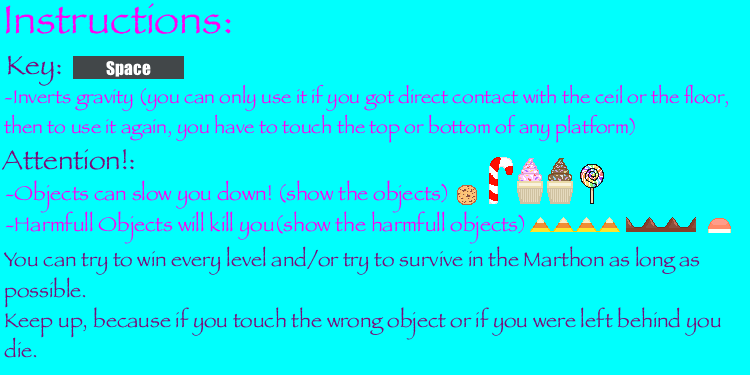 Instructions:
Key: Space
-Inverts gravity (you can only use it if you got direct contact with the ceil or the floor,
then to use it again, you have to touch the top or bottom of any platform)
Attention!:
-Objects can slow you down! (show the objects)
-Harmfull Objects will kill you(show the harmfull objects)
You can try to win every level and/or try to survive in the Marthon as long as
possible.
Keep up, because if you touch the wrong object or if you were left behind you
die.